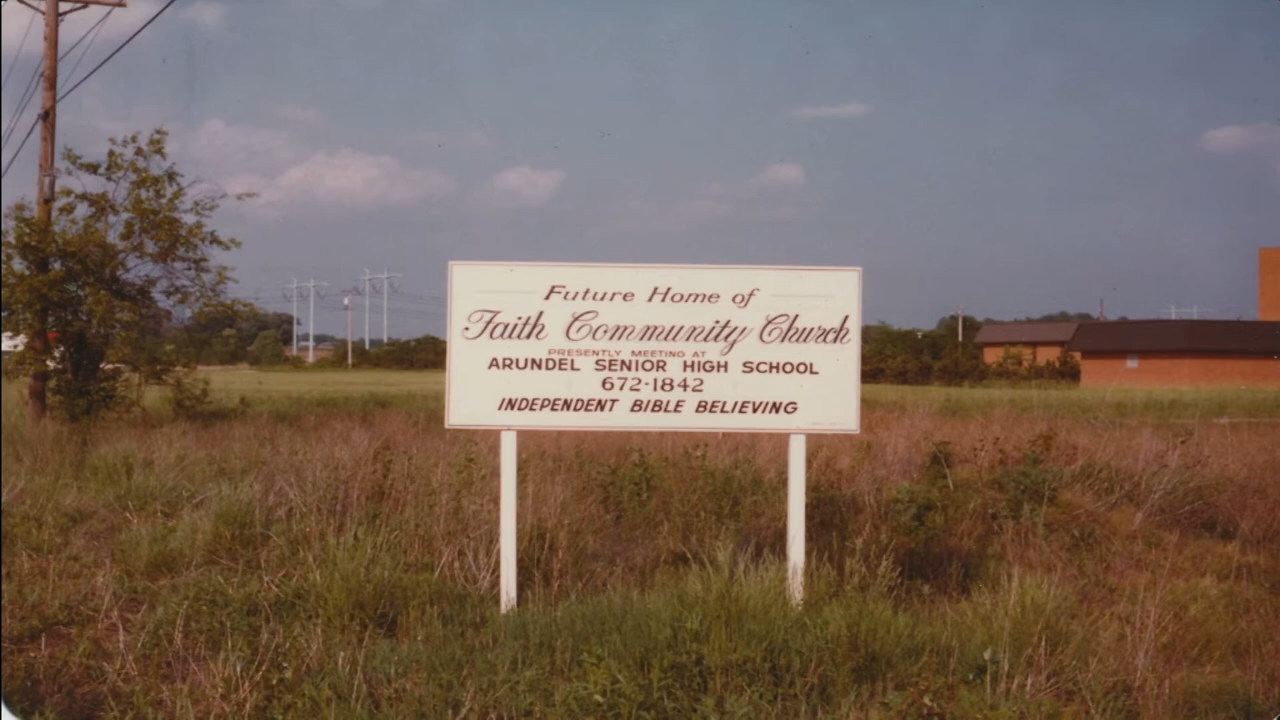 Future Home of
Faith Community Church
PRESENTLY MEETING AT
ARUNDEL SENIOR HIGH SCHOOL
672-1842
INDEPENDENT BIBLE BELIEVING